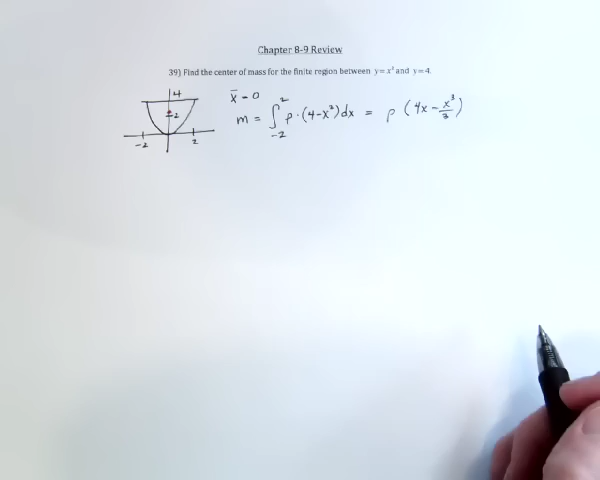 Chapter 8-9 Review
39) Find the center of mass for the finite region between y=x² and y=4.
4
2
-2 2
x̄ = 0
m = ∫₋₂² ρ·(4-x²)dx = ρ (4x - x³/3)